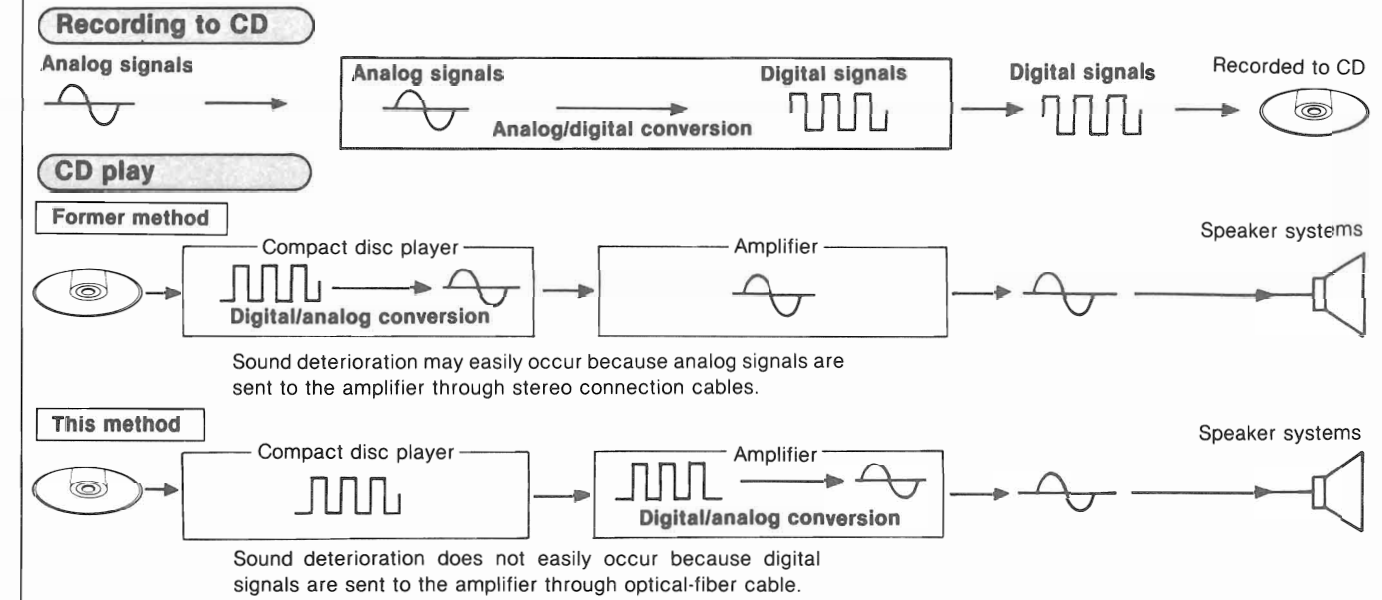 Recording to CD
Analog signals
Analog signals
Digital signals
Digital signals
Recorded to CD
Analog/digital conversion
CD play
Former method
Compact disc player
Amplifier
Speaker systems
Digital/analog conversion
Sound deterioration may easily occur because analog signals are
sent to the amplifier through stereo connection cables.
This method
Compact disc player
Amplifier
Speaker systems
Digital/analog conversion
Sound deterioration does not easily occur because digital
signals are sent to the amplifier through optical-fiber cable.